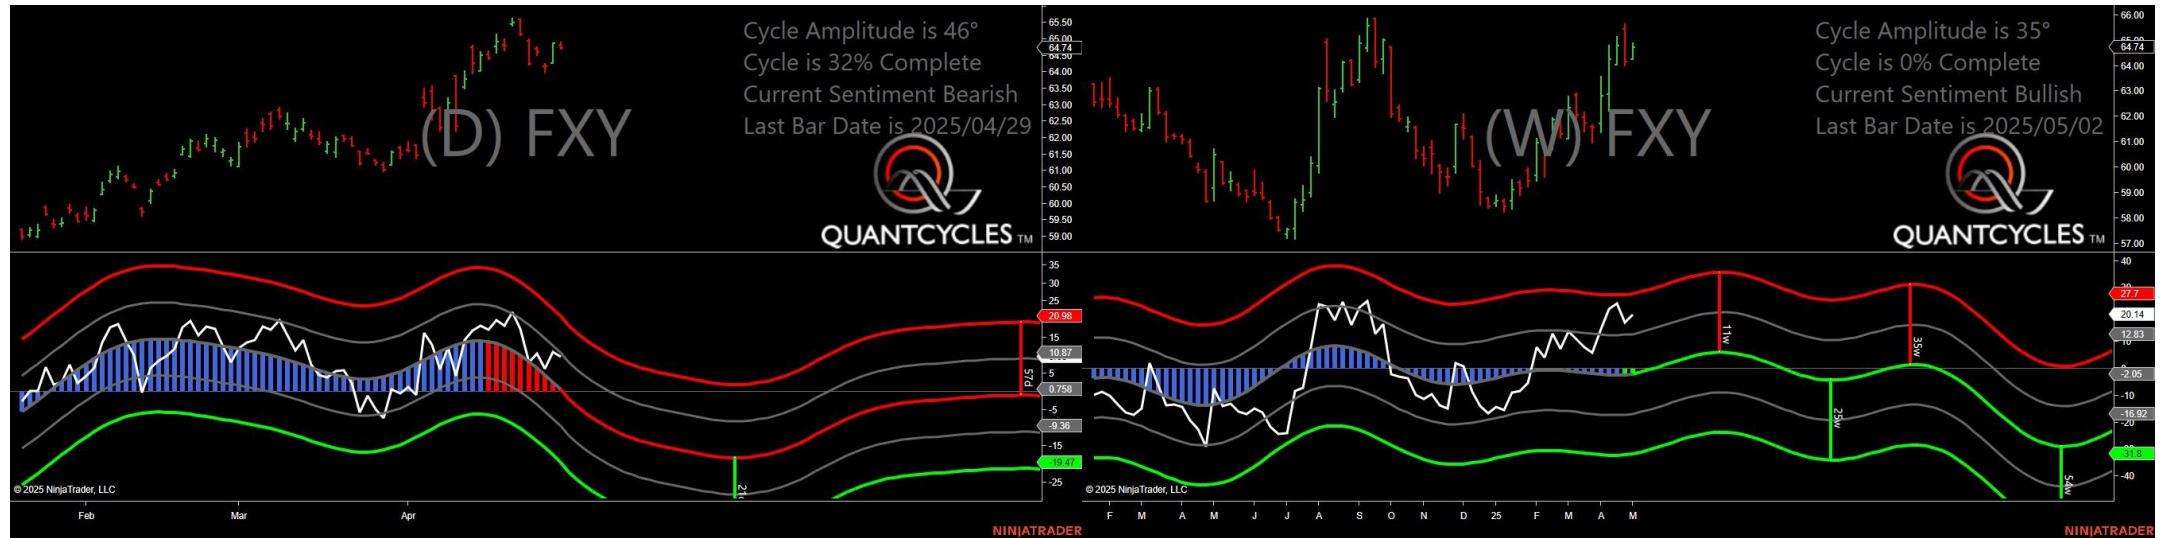 Cycle Amplitude is 46°
Cycle is 32% Complete
Current Sentiment Bearish
Last Bar Date is 2025/04/29
(D) FXY
QUANTCYCLES TM
65.50
65.00
64.74
64.50
64.00
63.50
63.00
62.50
62.00
61.50
61.00
60.50
60.00
59.50
59.00
35
30
25
20.98
15
10.87
5
0.758
-5
-9.36
-15
-19.47
-25
57d
© 2025 NinjaTrader, LLC
Feb
Mar
Apr
NINJATRADER
Cycle Amplitude is 35°
Cycle is 0% Complete
Current Sentiment Bullish
Last Bar Date is 2025/05/02
(W) FXY
QUANTCYCLES TM
66.00
65.00
64.74
64.00
63.00
62.00
61.00
60.00
59.00
58.00
57.00
40
27.7
20.14
12.83
-2.05
-10
-16.92
-20
-31.8
-40
11w
35w
25w
54w
© 2025 NinjaTrader, LLC
F M A M J J A S O N D 25 F M A M
NINJATRADER